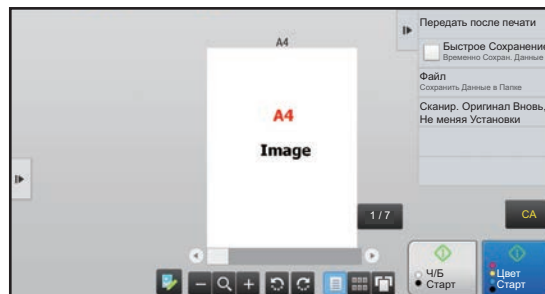 A4
A4
Image
1 / 7
Передать после печати
Быстрое Сохранение
Временно Сохран. Данные
Файл
Сохранить Данные в Папке
Сканир. Оригинал Вновь,
Не меняя Установки
CA
Ч/Б
Старт
Цвет
Старт